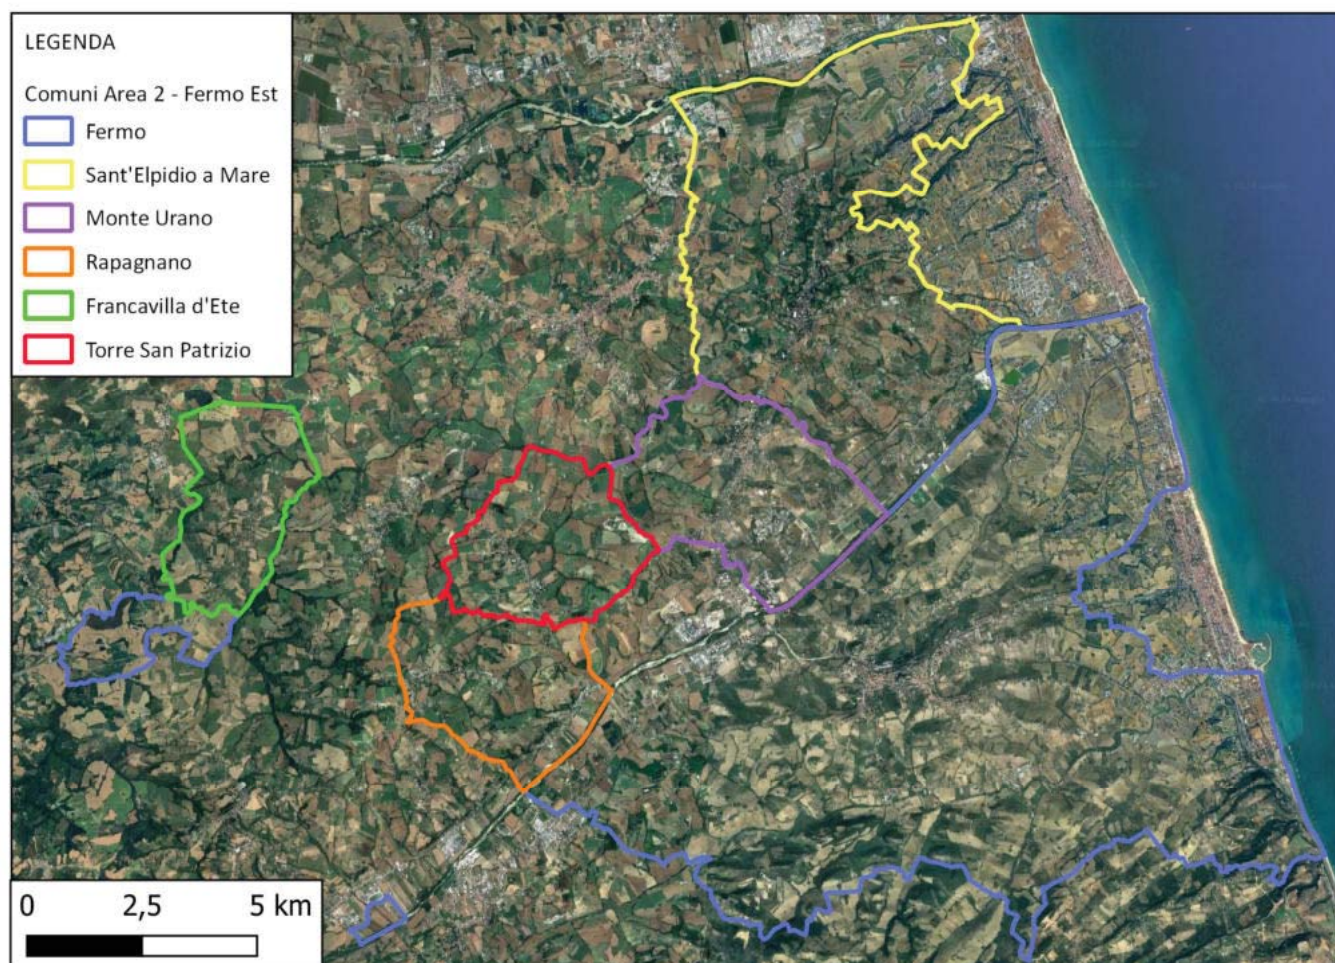 LEGENDA
Comuni Area 2 - Fermo Est
Fermo
Sant'Elpidio a Mare
Monte Urano
Rapagnano
Francavilla d'Ete
Torre San Patrizio
0 2,5 5 km